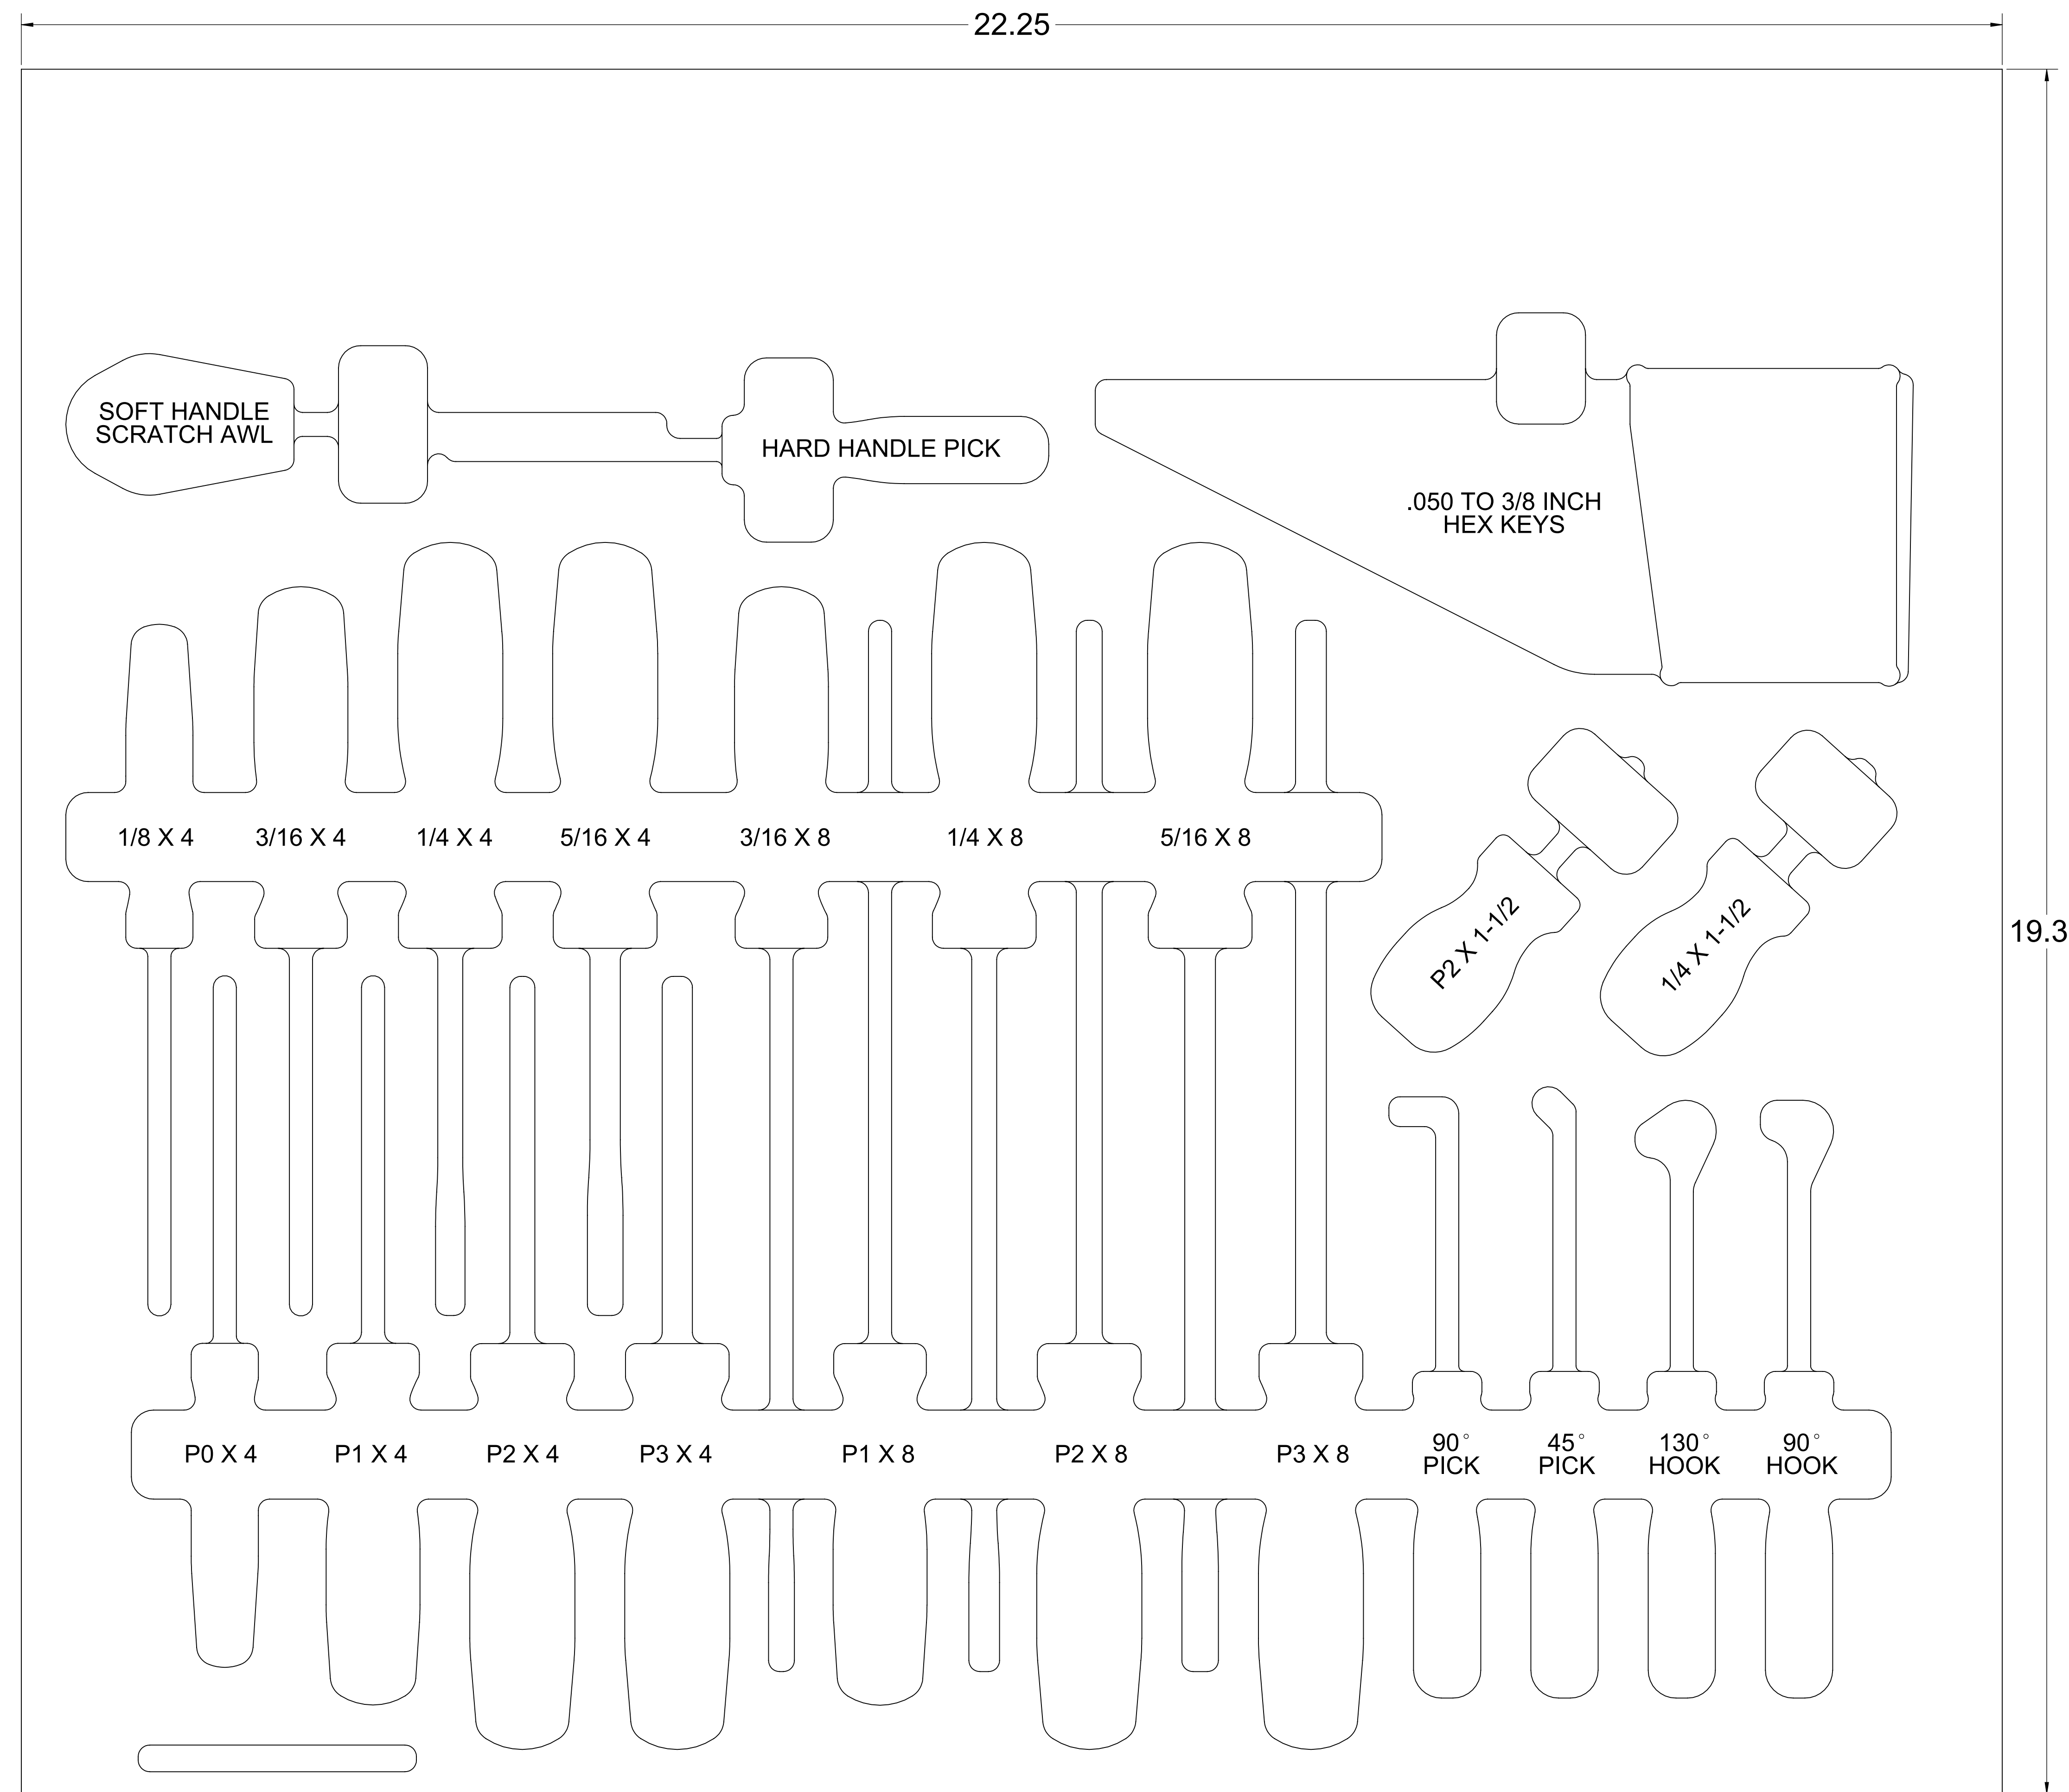 22.25
SOFT HANDLE
SCRATCH AWL
HARD HANDLE PICK
.050 TO 3/8 INCH
HEX KEYS
1/8 X 4
3/16 X 4
1/4 X 4
5/16 X 4
3/16 X 8
1/4 X 8
5/16 X 8
P2 X 1-1/2
1/4 X 1-1/2
19.3
P0 X 4
P1 X 4
P2 X 4
P3 X 4
P1 X 8
P2 X 8
P3 X 8
90°
PICK
45°
PICK
130°
HOOK
90°
HOOK